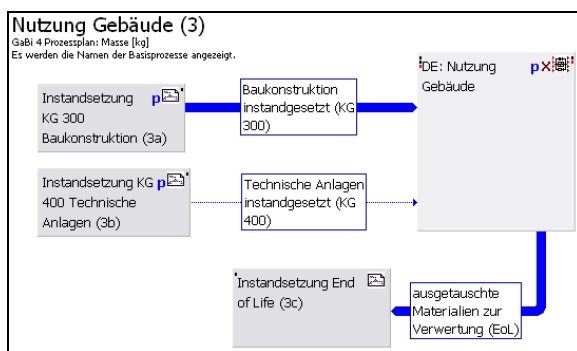 Nutzung Gebäude (3)
GaBi 4 Prozessplan: Masse [kg]
Es werden die Namen der Basisprozesse angezeigt.
Instandsetzung
KG 300
Baukonstruktion (3a)
p
Baukonstruktion
instandgesetzt (KG
300)
DE: Nutzung
Gebäude
pX
Instandsetzung KG
400 Technische
Anlagen (3b)
p
Technische Anlagen
instandgesetzt (KG
400)
Instandsetzung End
of Life (3c)
ausgetauschte
Materialien zur
Verwertung (EoL)